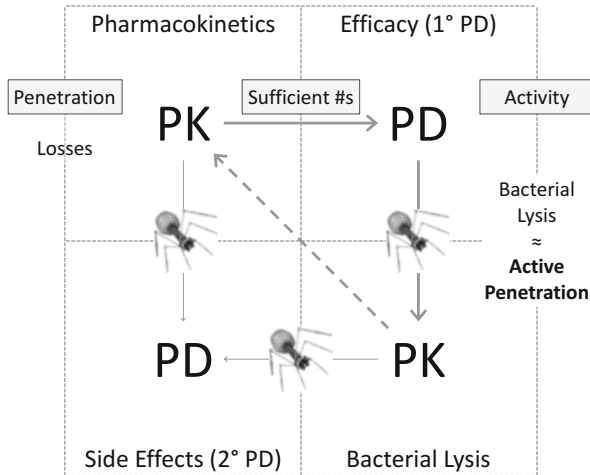 Pharmacokinetics
Efficacy (1° PD)
Penetration
Sufficient #s
Activity
Losses
PK
PD
Bacterial
Lysis
≈
Active
Penetration
PD
PK
Side Effects (2° PD)
Bacterial Lysis